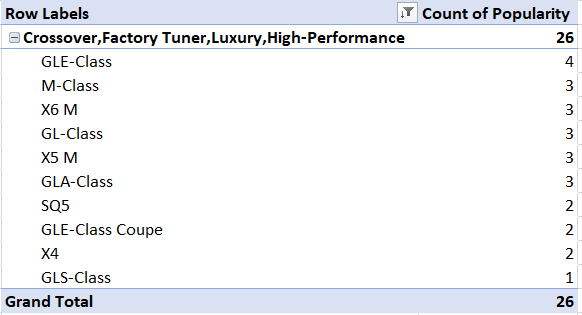 Row Labels Count of Popularity
Crossover,Factory Tuner,Luxury,High-Performance 26
GLE-Class 4
M-Class 3
X6 M 3
GL-Class 3
X5 M 3
GLA-Class 3
SQ5 2
GLE-Class Coupe 2
X4 2
GLS-Class 1
Grand Total 26